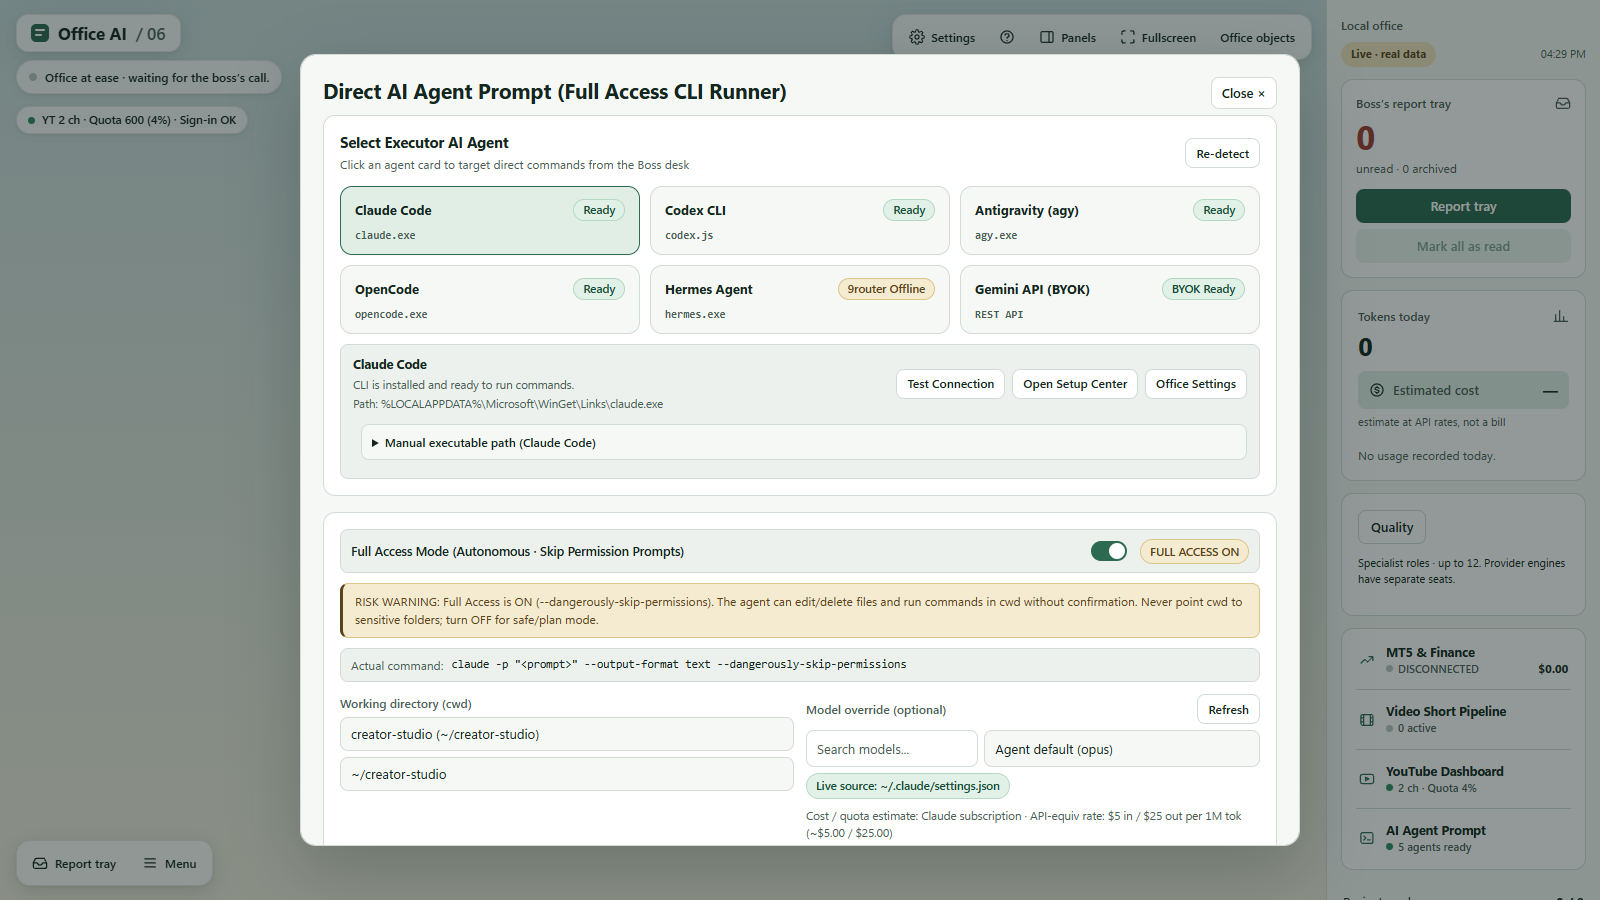 Office AI / 06
Office at ease · waiting for the boss's call.
YT 2 ch · Quota 600 (4%) · Sign-in OK
Settings
Panels
Fullscreen
Office objects
Direct AI Agent Prompt (Full Access CLI Runner)
Close ×
Select Executor AI Agent
Click an agent card to target direct commands from the Boss desk
Re-detect
Claude Code
Ready
claude.exe
Codex CLI
Ready
codex.js
Antigravity (agy)
Ready
agy.exe
OpenCode
Ready
opencode.exe
Hermes Agent
9router Offline
hermes.exe
Gemini API (BYOK)
BYOK Ready
REST API
Claude Code
CLI is installed and ready to run commands.
Path: %LOCALAPPDATA%\Microsoft\WinGet\Links\claude.exe
Test Connection
Open Setup Center
Office Settings
Manual executable path (Claude Code)
Full Access Mode (Autonomous · Skip Permission Prompts)
FULL ACCESS ON
RISK WARNING: Full Access is ON (--dangerously-skip-permissions). The agent can edit/delete files and run commands in cwd without confirmation. Never point cwd to
sensitive folders; turn OFF for safe/plan mode.
Actual command: claude -p "<prompt>" --output-format text --dangerously-skip-permissions
Working directory (cwd)
creator-studio (~/creator-studio)
~/creator-studio
Model override (optional)
Refresh
Search models...
Agent default (opus)
Live source: ~/.claude/settings.json
Cost / quota estimate: Claude subscription · API-equiv rate: $5 in / $25 out per 1M tok
(~$5.00 / $25.00)
Local office
Live · real data
04:29 PM
Boss's report tray
0
unread · 0 archived
Report tray
Mark all as read
Tokens today
0
Estimated cost —
estimate at API rates, not a bill
No usage recorded today.
Quality
Specialist roles · up to 12. Provider engines
have separate seats.
MT5 & Finance
DISCONNECTED
$0.00
Video Short Pipeline
0 active
YouTube Dashboard
2 ch · Quota 4%
AI Agent Prompt
5 agents ready
Report tray
Menu